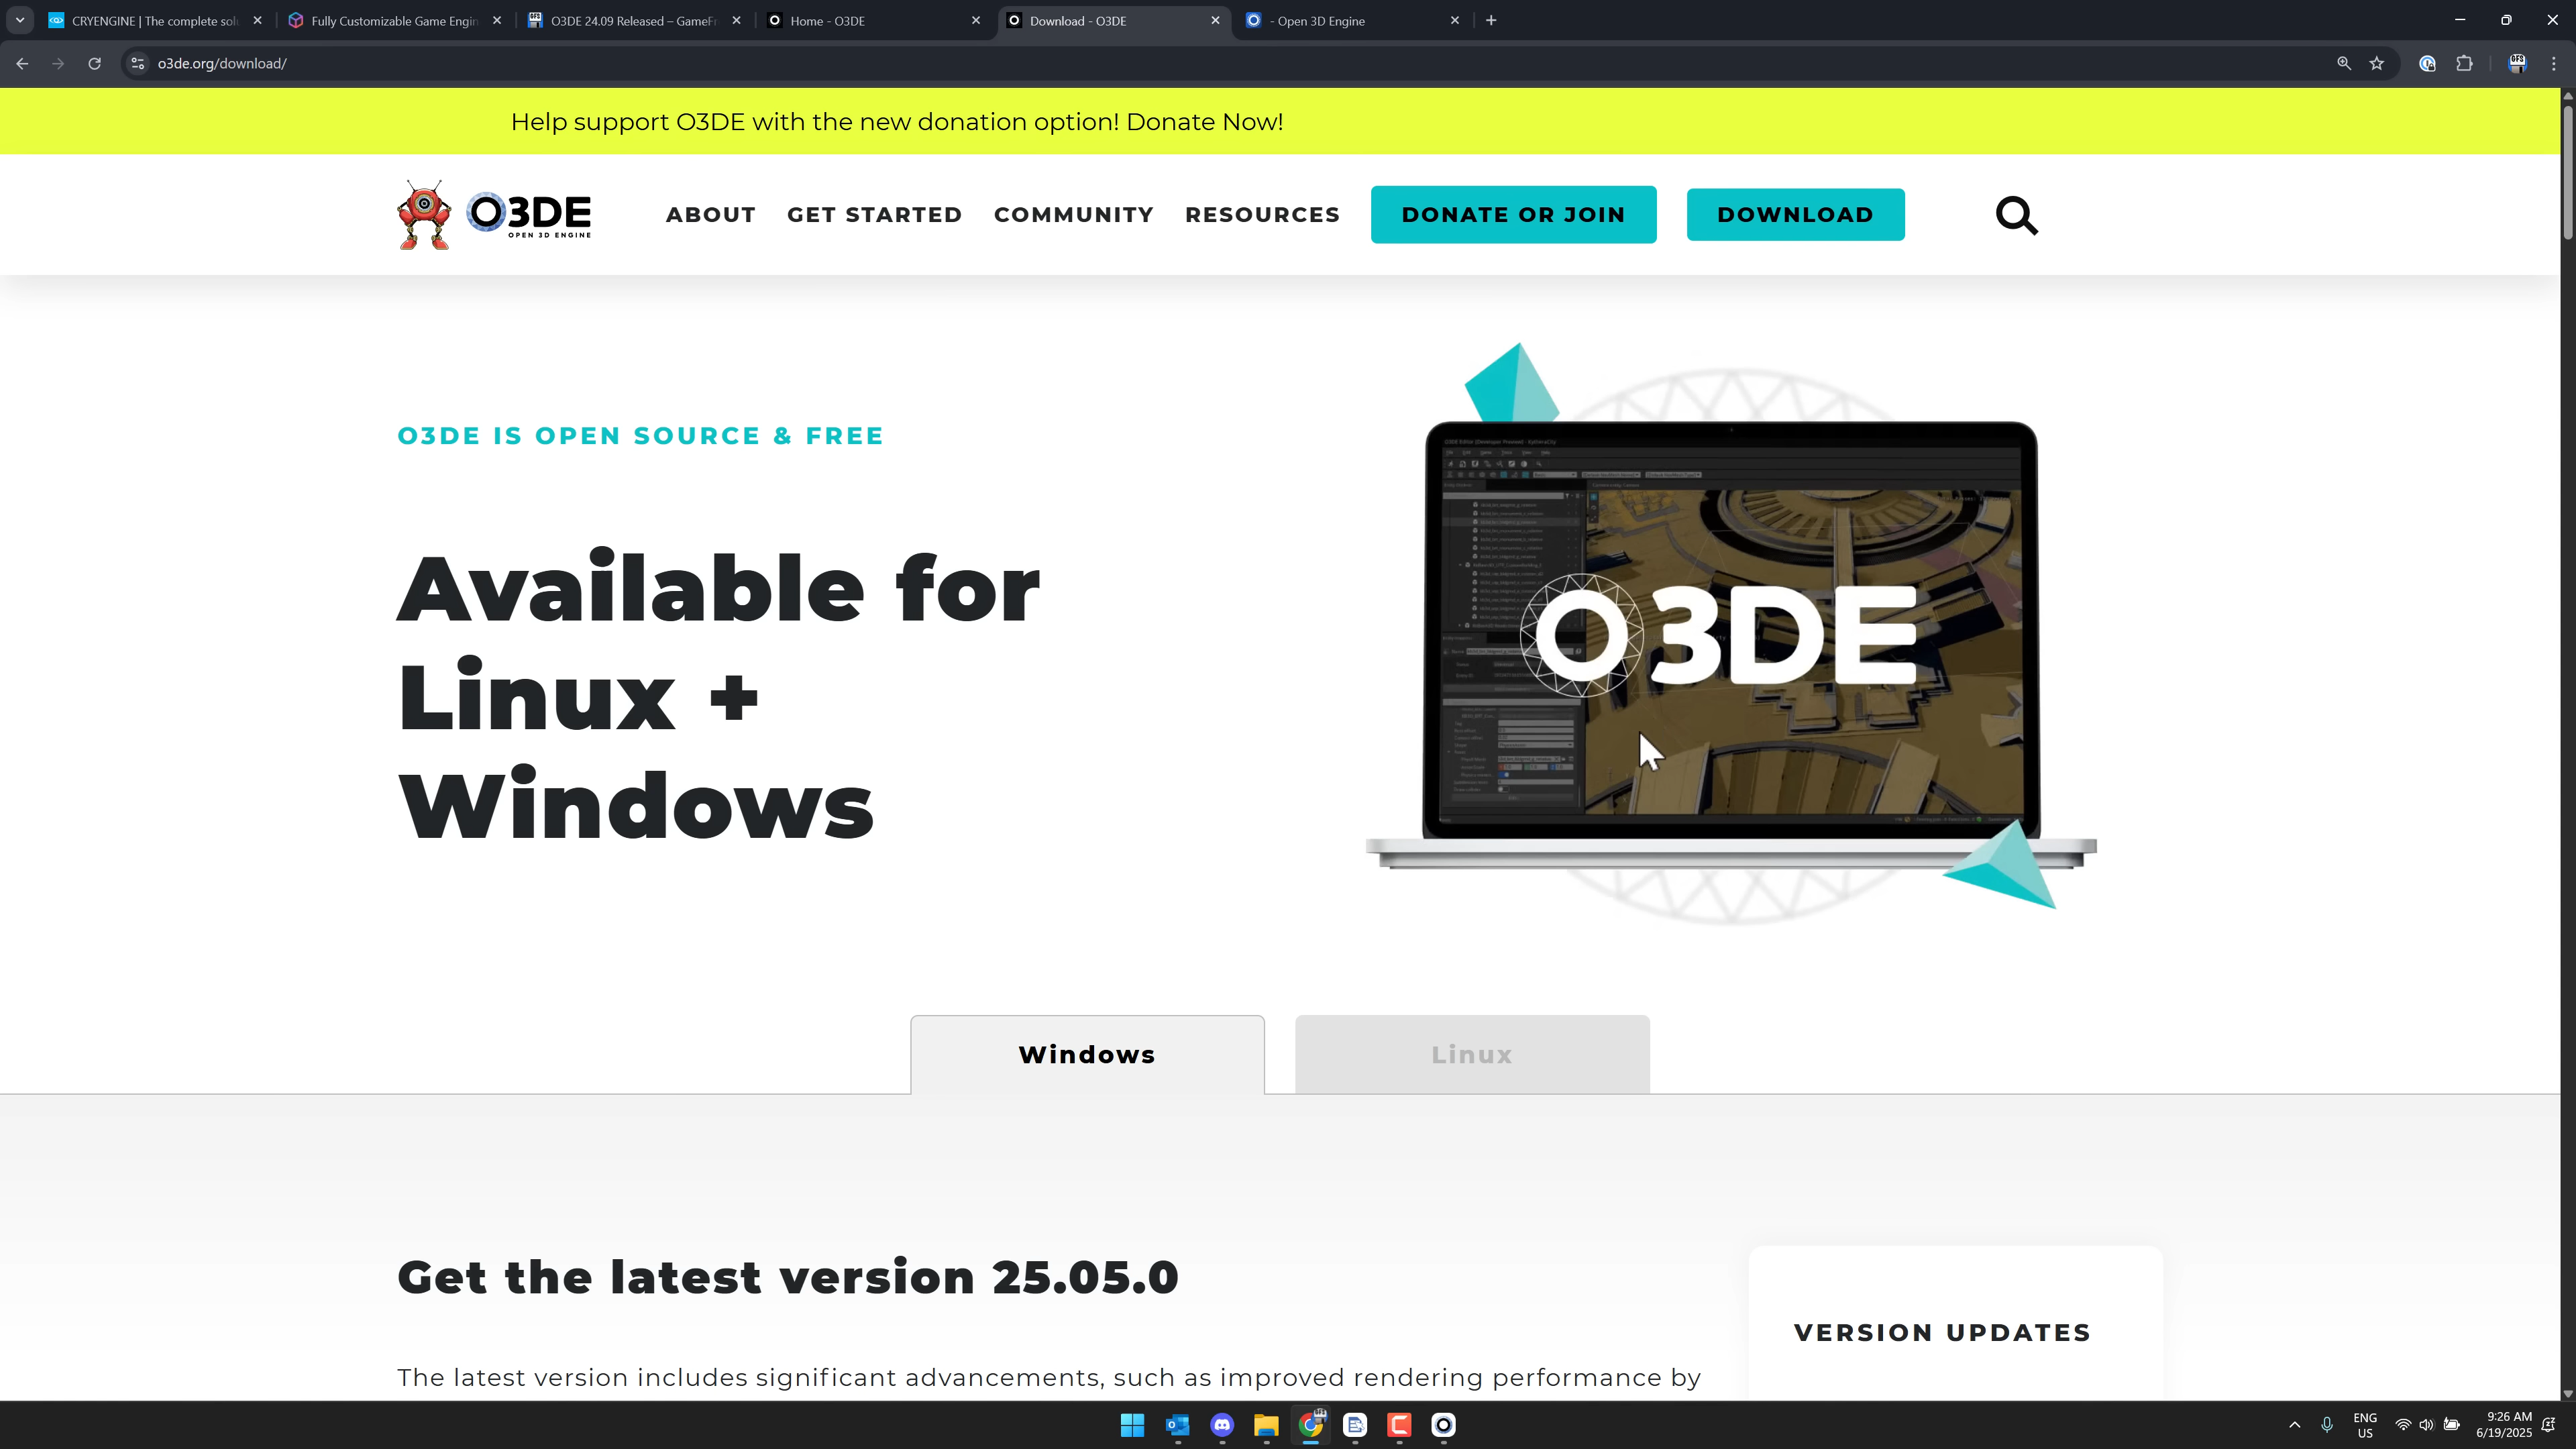 CRYENGINE | The complete solu
Fully Customizable Game Engin
O3DE 24.09 Released – GameFr
Home - O3DE
Download - O3DE
- Open 3D Engine
o3de.org/download/
Help support O3DE with the new donation option! Donate Now!
O3DE
OPEN 3D ENGINE
ABOUT
GET STARTED
COMMUNITY
RESOURCES
DONATE OR JOIN
DOWNLOAD
O3DE IS OPEN SOURCE & FREE
Available for
Linux +
Windows
O3DE
Windows
Linux
Get the latest version 25.05.0
The latest version includes significant advancements, such as improved rendering performance by
VERSION UPDATES
ENG
US
9:26 AM
6/19/2025